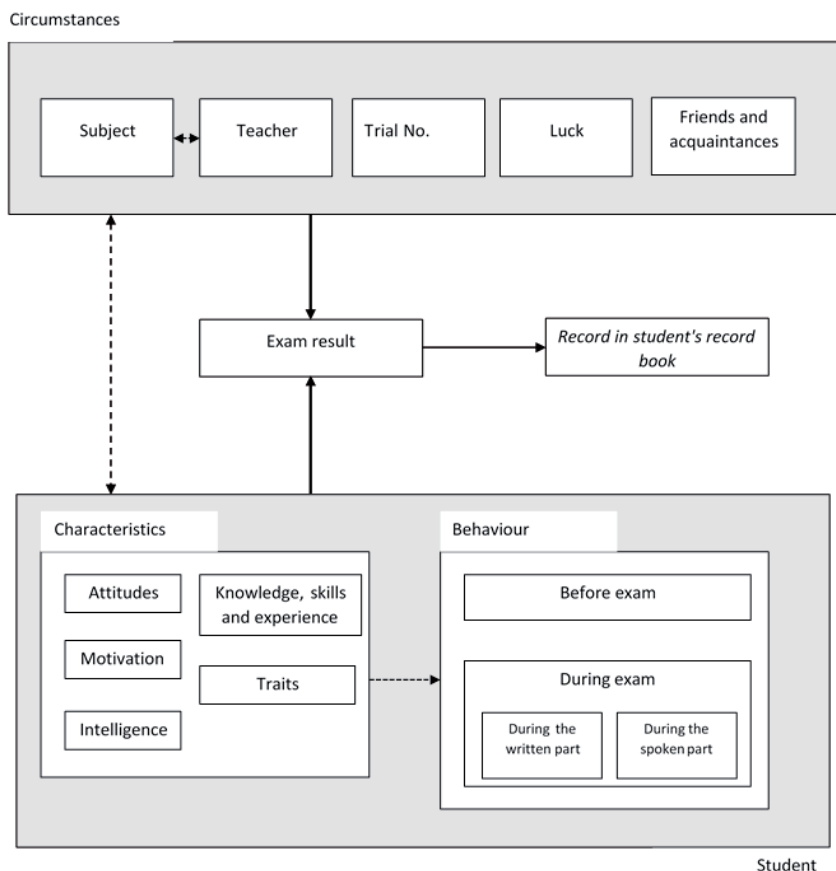 Circumstances
Subject
Teacher
Trial No.
Luck
Friends and
acquaintances
Exam result
Record in student's record
book
Characteristics
Attitudes
Knowledge, skills
and experience
Motivation
Traits
Intelligence
Behaviour
Before exam
During exam
During the
written part
During the
spoken part
Student